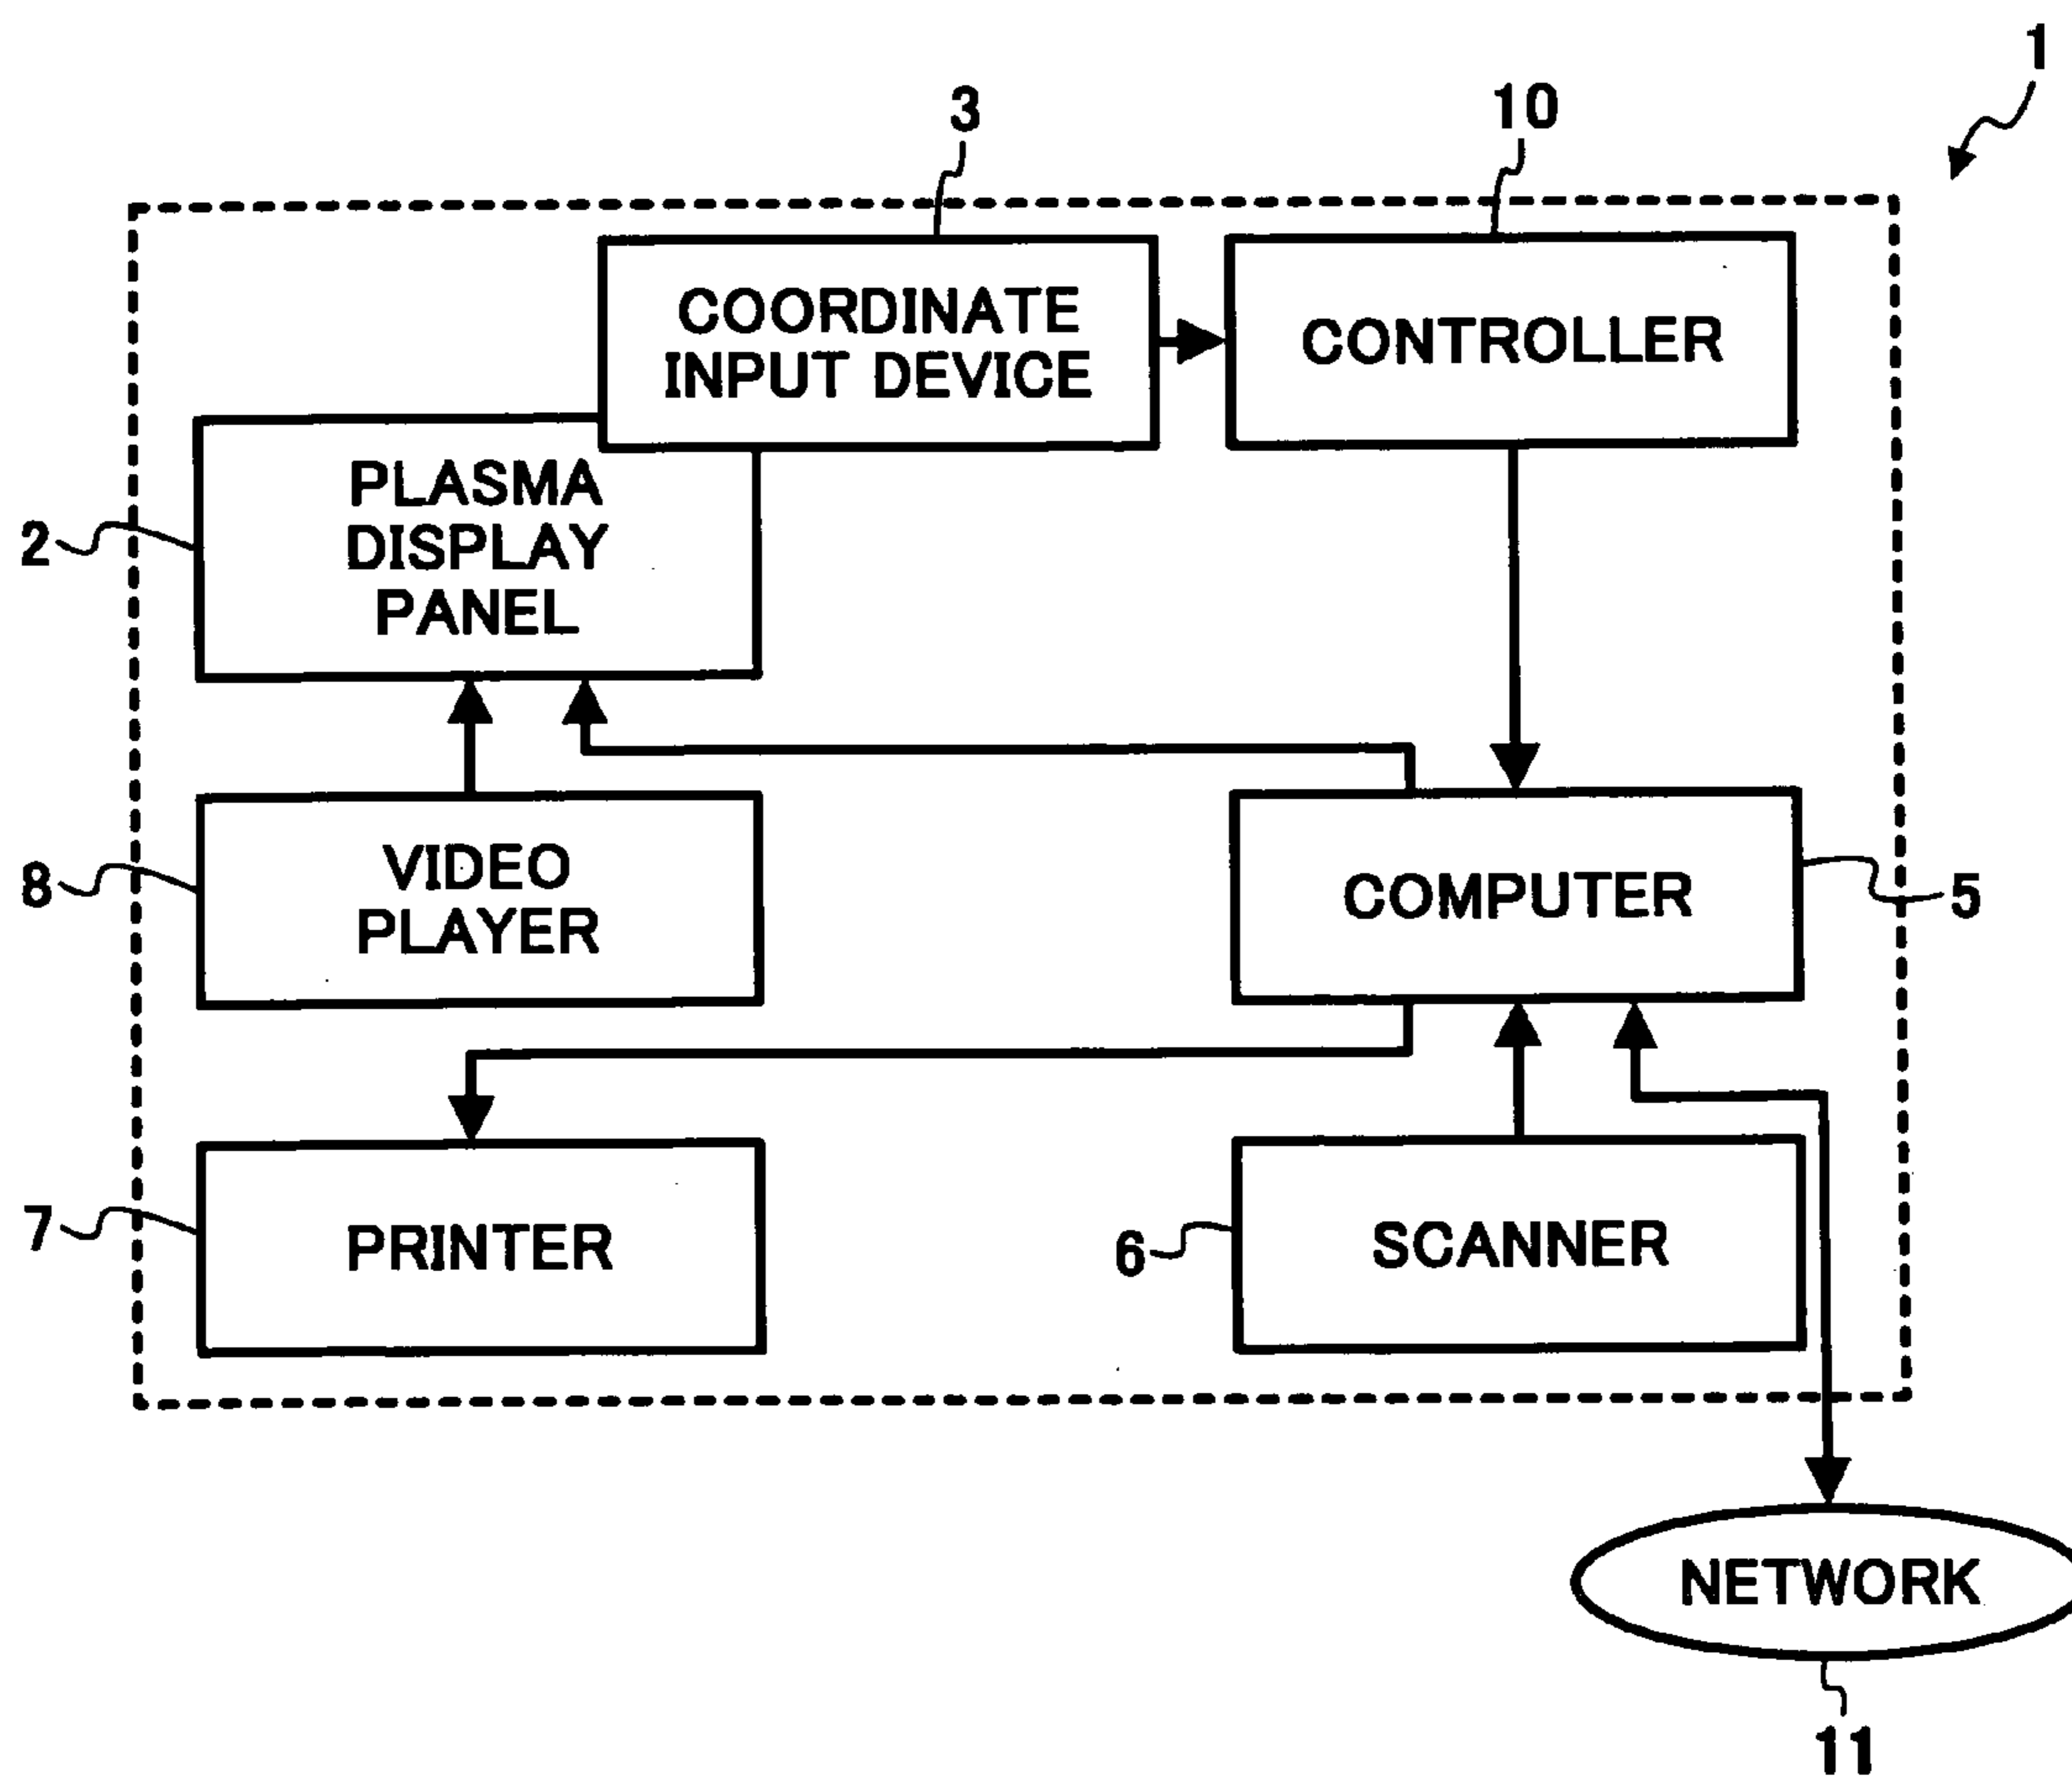 1
3
10
COORDINATE
INPUT DEVICE
CONTROLLER
2
PLASMA
DISPLAY
PANEL
8
VIDEO
PLAYER
COMPUTER
5
7
PRINTER
6
SCANNER
NETWORK
11